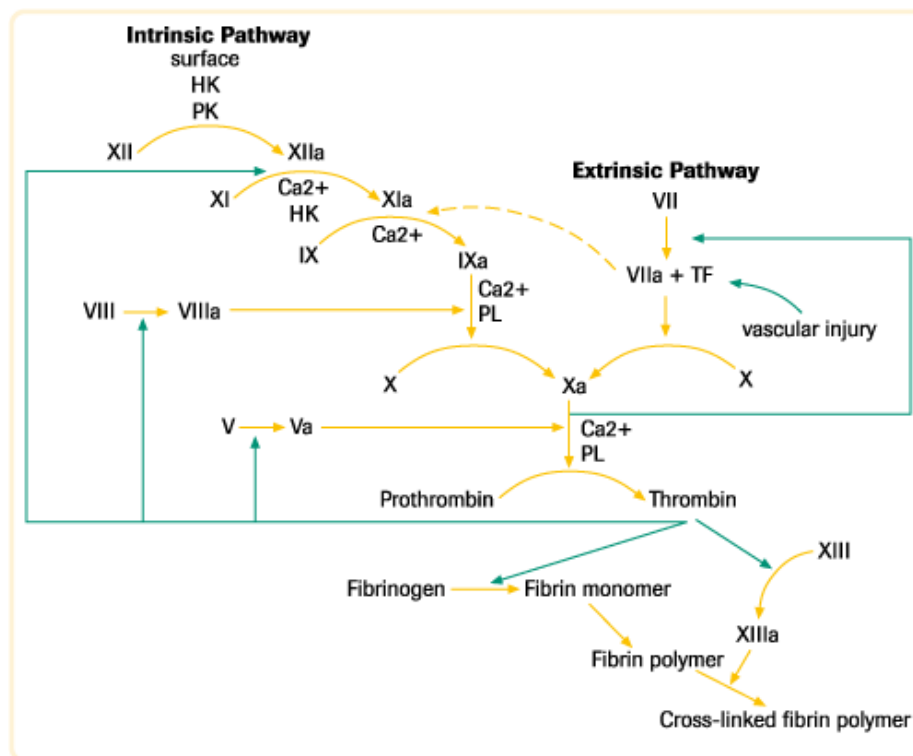 Intrinsic Pathway
surface
HK
PK
XII
XIIa
Extrinsic Pathway
XI
Ca2+
HK
XIa
VII
IX
Ca2+
IXa
VIIa + TF
Ca2+
PL
VIII
VIIIa
vascular injury
X
Xa
X
V
Va
Ca2+
PL
Prothrombin
Thrombin
XIII
Fibrinogen
Fibrin monomer
XIIIa
Fibrin polymer
Cross-linked fibrin polymer